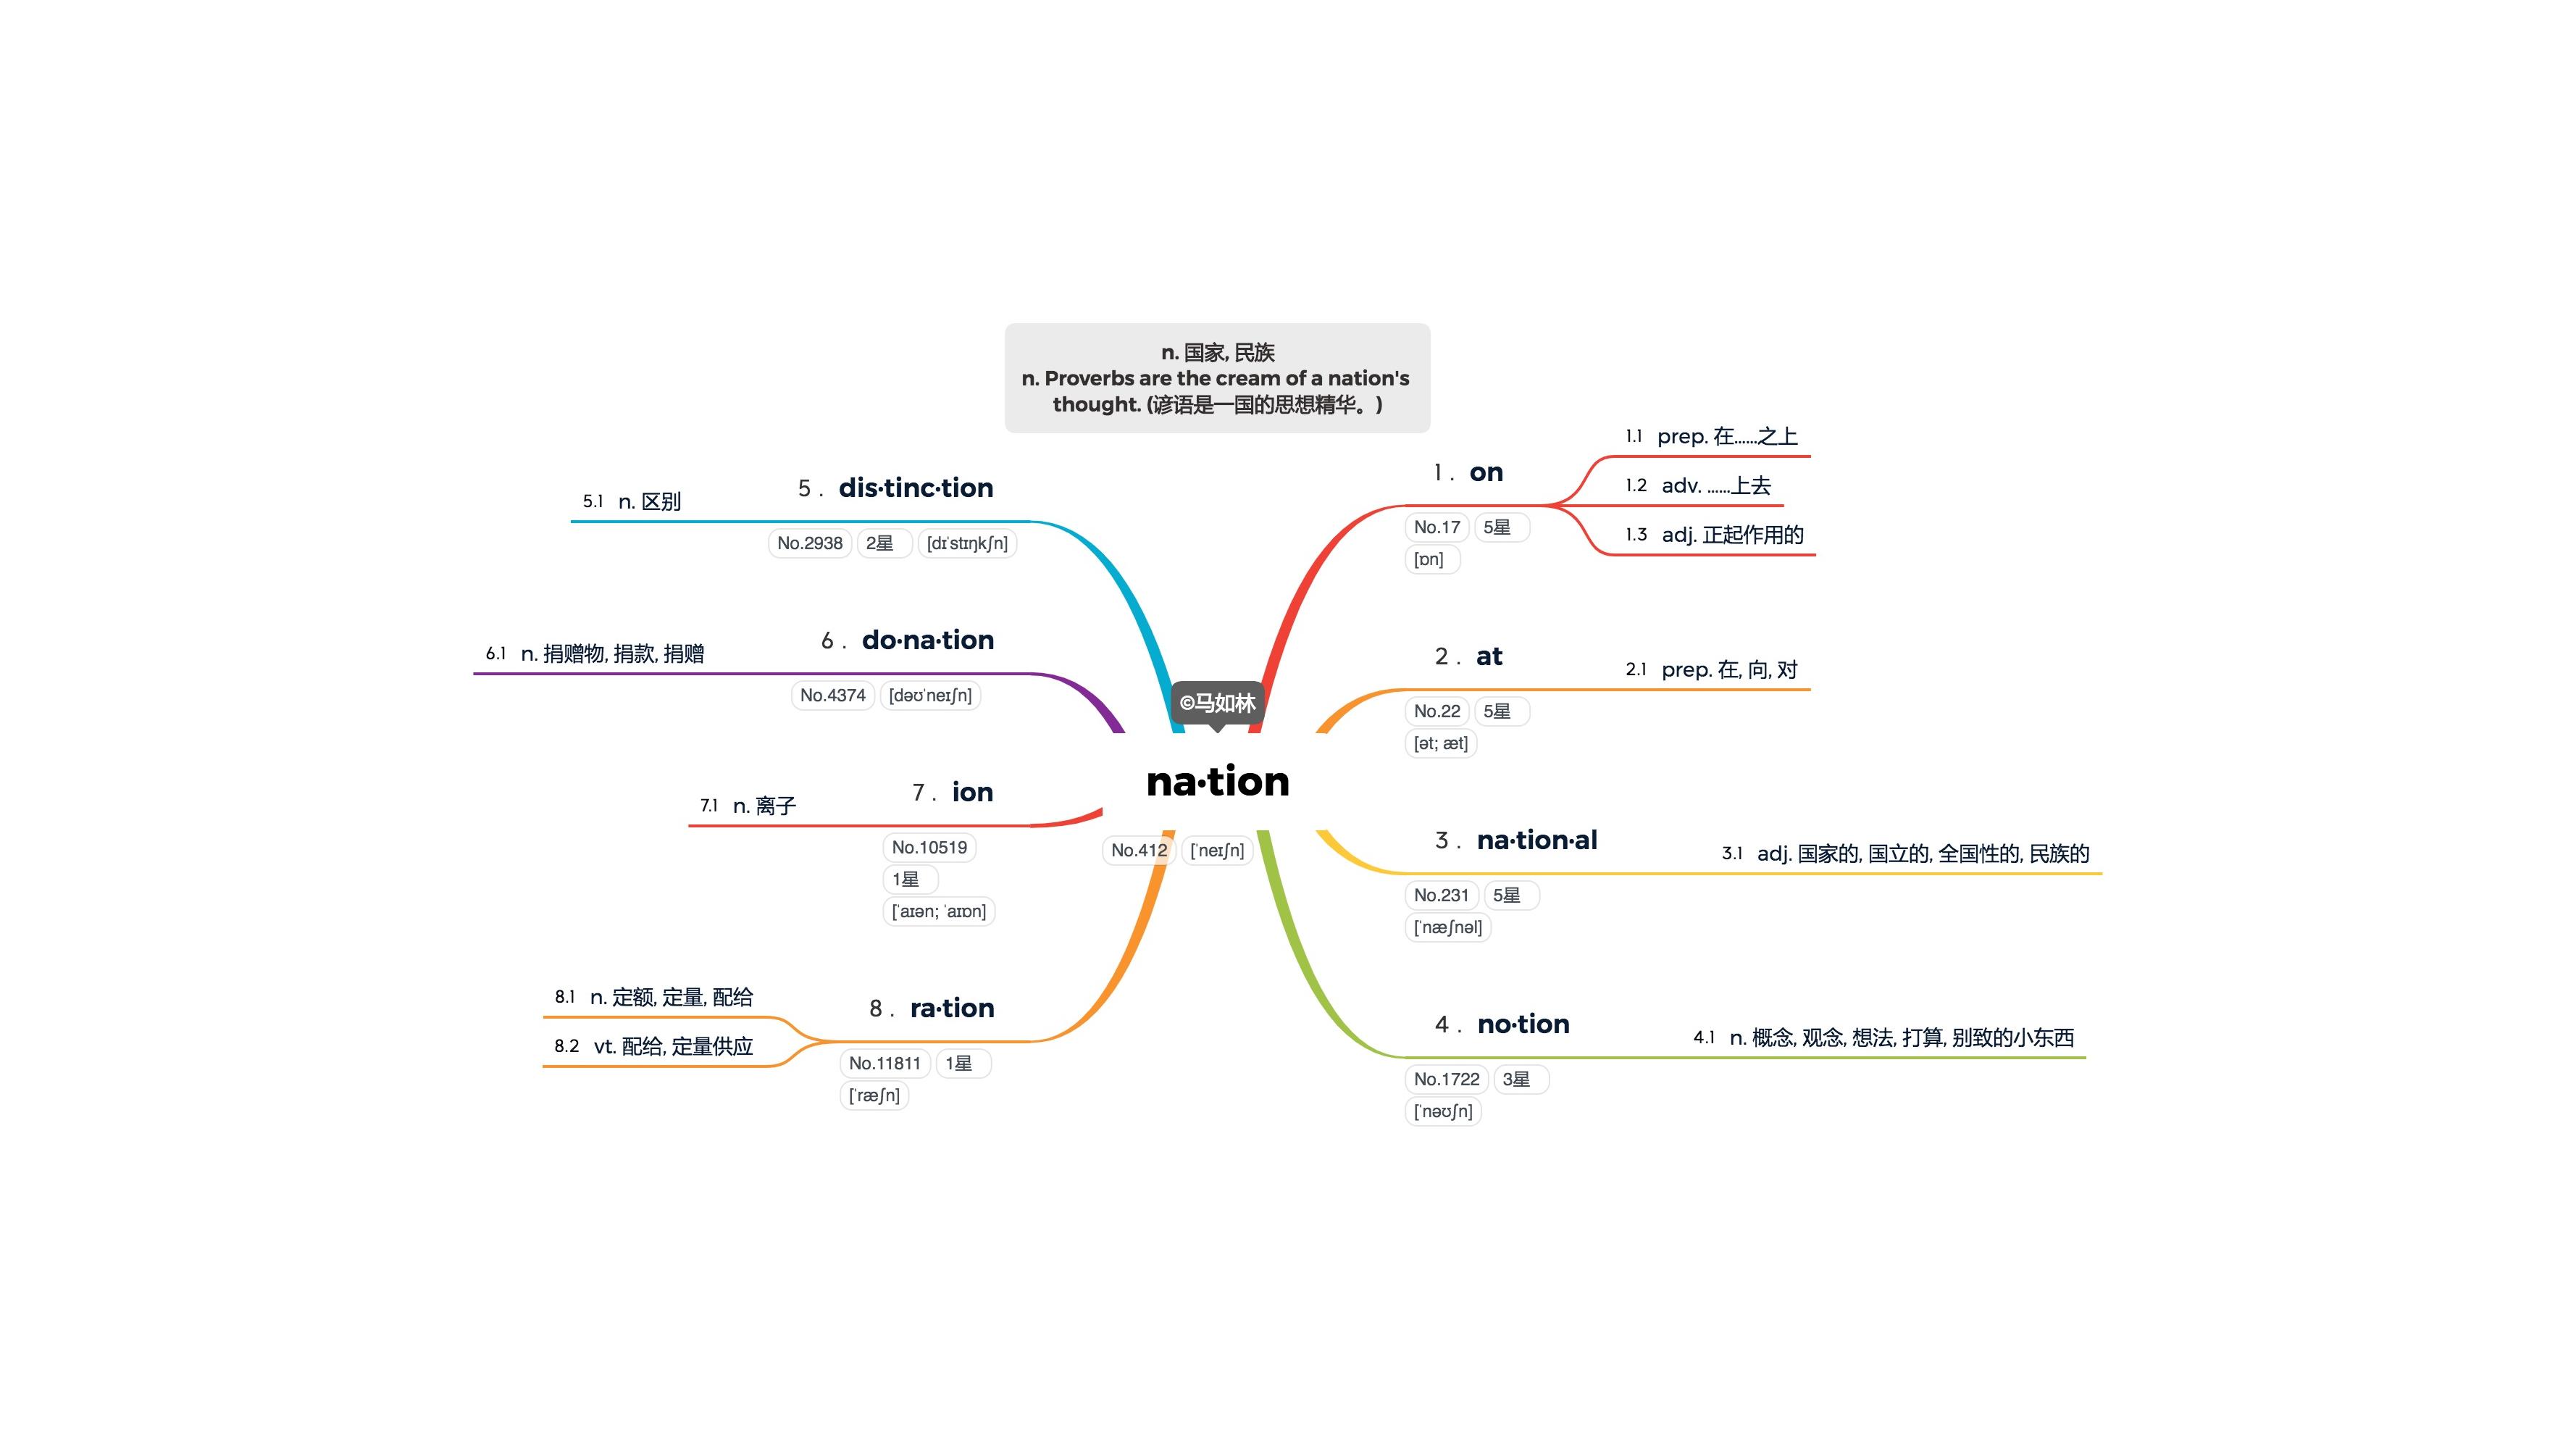 n. 国家, 民族
n. Proverbs are the cream of a nation's
thought. (谚语是一国的思想精华。)
©马如林
na·tion
No.412 [ˈneɪʃn]
1 . on
No.17 5星
[ɒn]
1.1 prep. 在……之上
1.2 adv. ……上去
1.3 adj. 正起作用的
2 . at
No.22 5星
[ət; æt]
2.1 prep. 在, 向, 对
3 . na·tion·al
No.231 5星
[ˈnæʃnəl]
3.1 adj. 国家的, 国立的, 全国性的, 民族的
4 . no·tion
No.1722 3星
[ˈnəʊʃn]
4.1 n. 概念, 观念, 想法, 打算, 别致的小东西
5 . dis·tinc·tion
No.2938 2星 [dɪˈstɪŋkʃn]
5.1 n. 区别
6 . do·na·tion
No.4374 [dəʊˈneɪʃn]
6.1 n. 捐赠物, 捐款, 捐赠
7 . ion
No.10519
1星
[ˈaɪən; ˈaɪɒn]
7.1 n. 离子
8 . ra·tion
No.11811 1星
[ˈræʃn]
8.1 n. 定额, 定量, 配给
8.2 vt. 配给, 定量供应